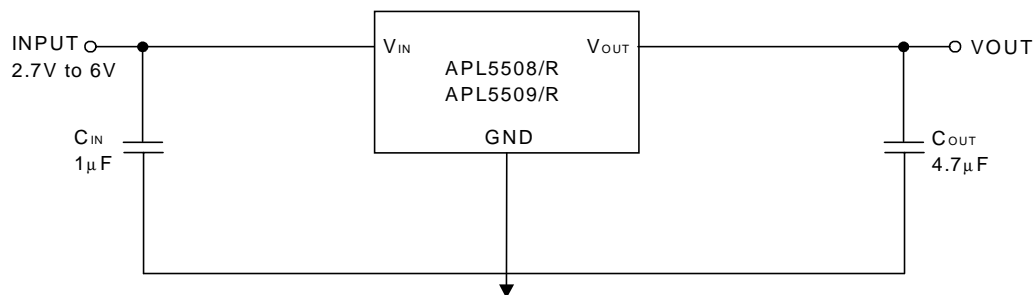 INPUT
2.7V to 6V
VIN
VOUT
VOUT
APL5508/R
APL5509/R
GND
CIN
1μF
COUT
4.7μF